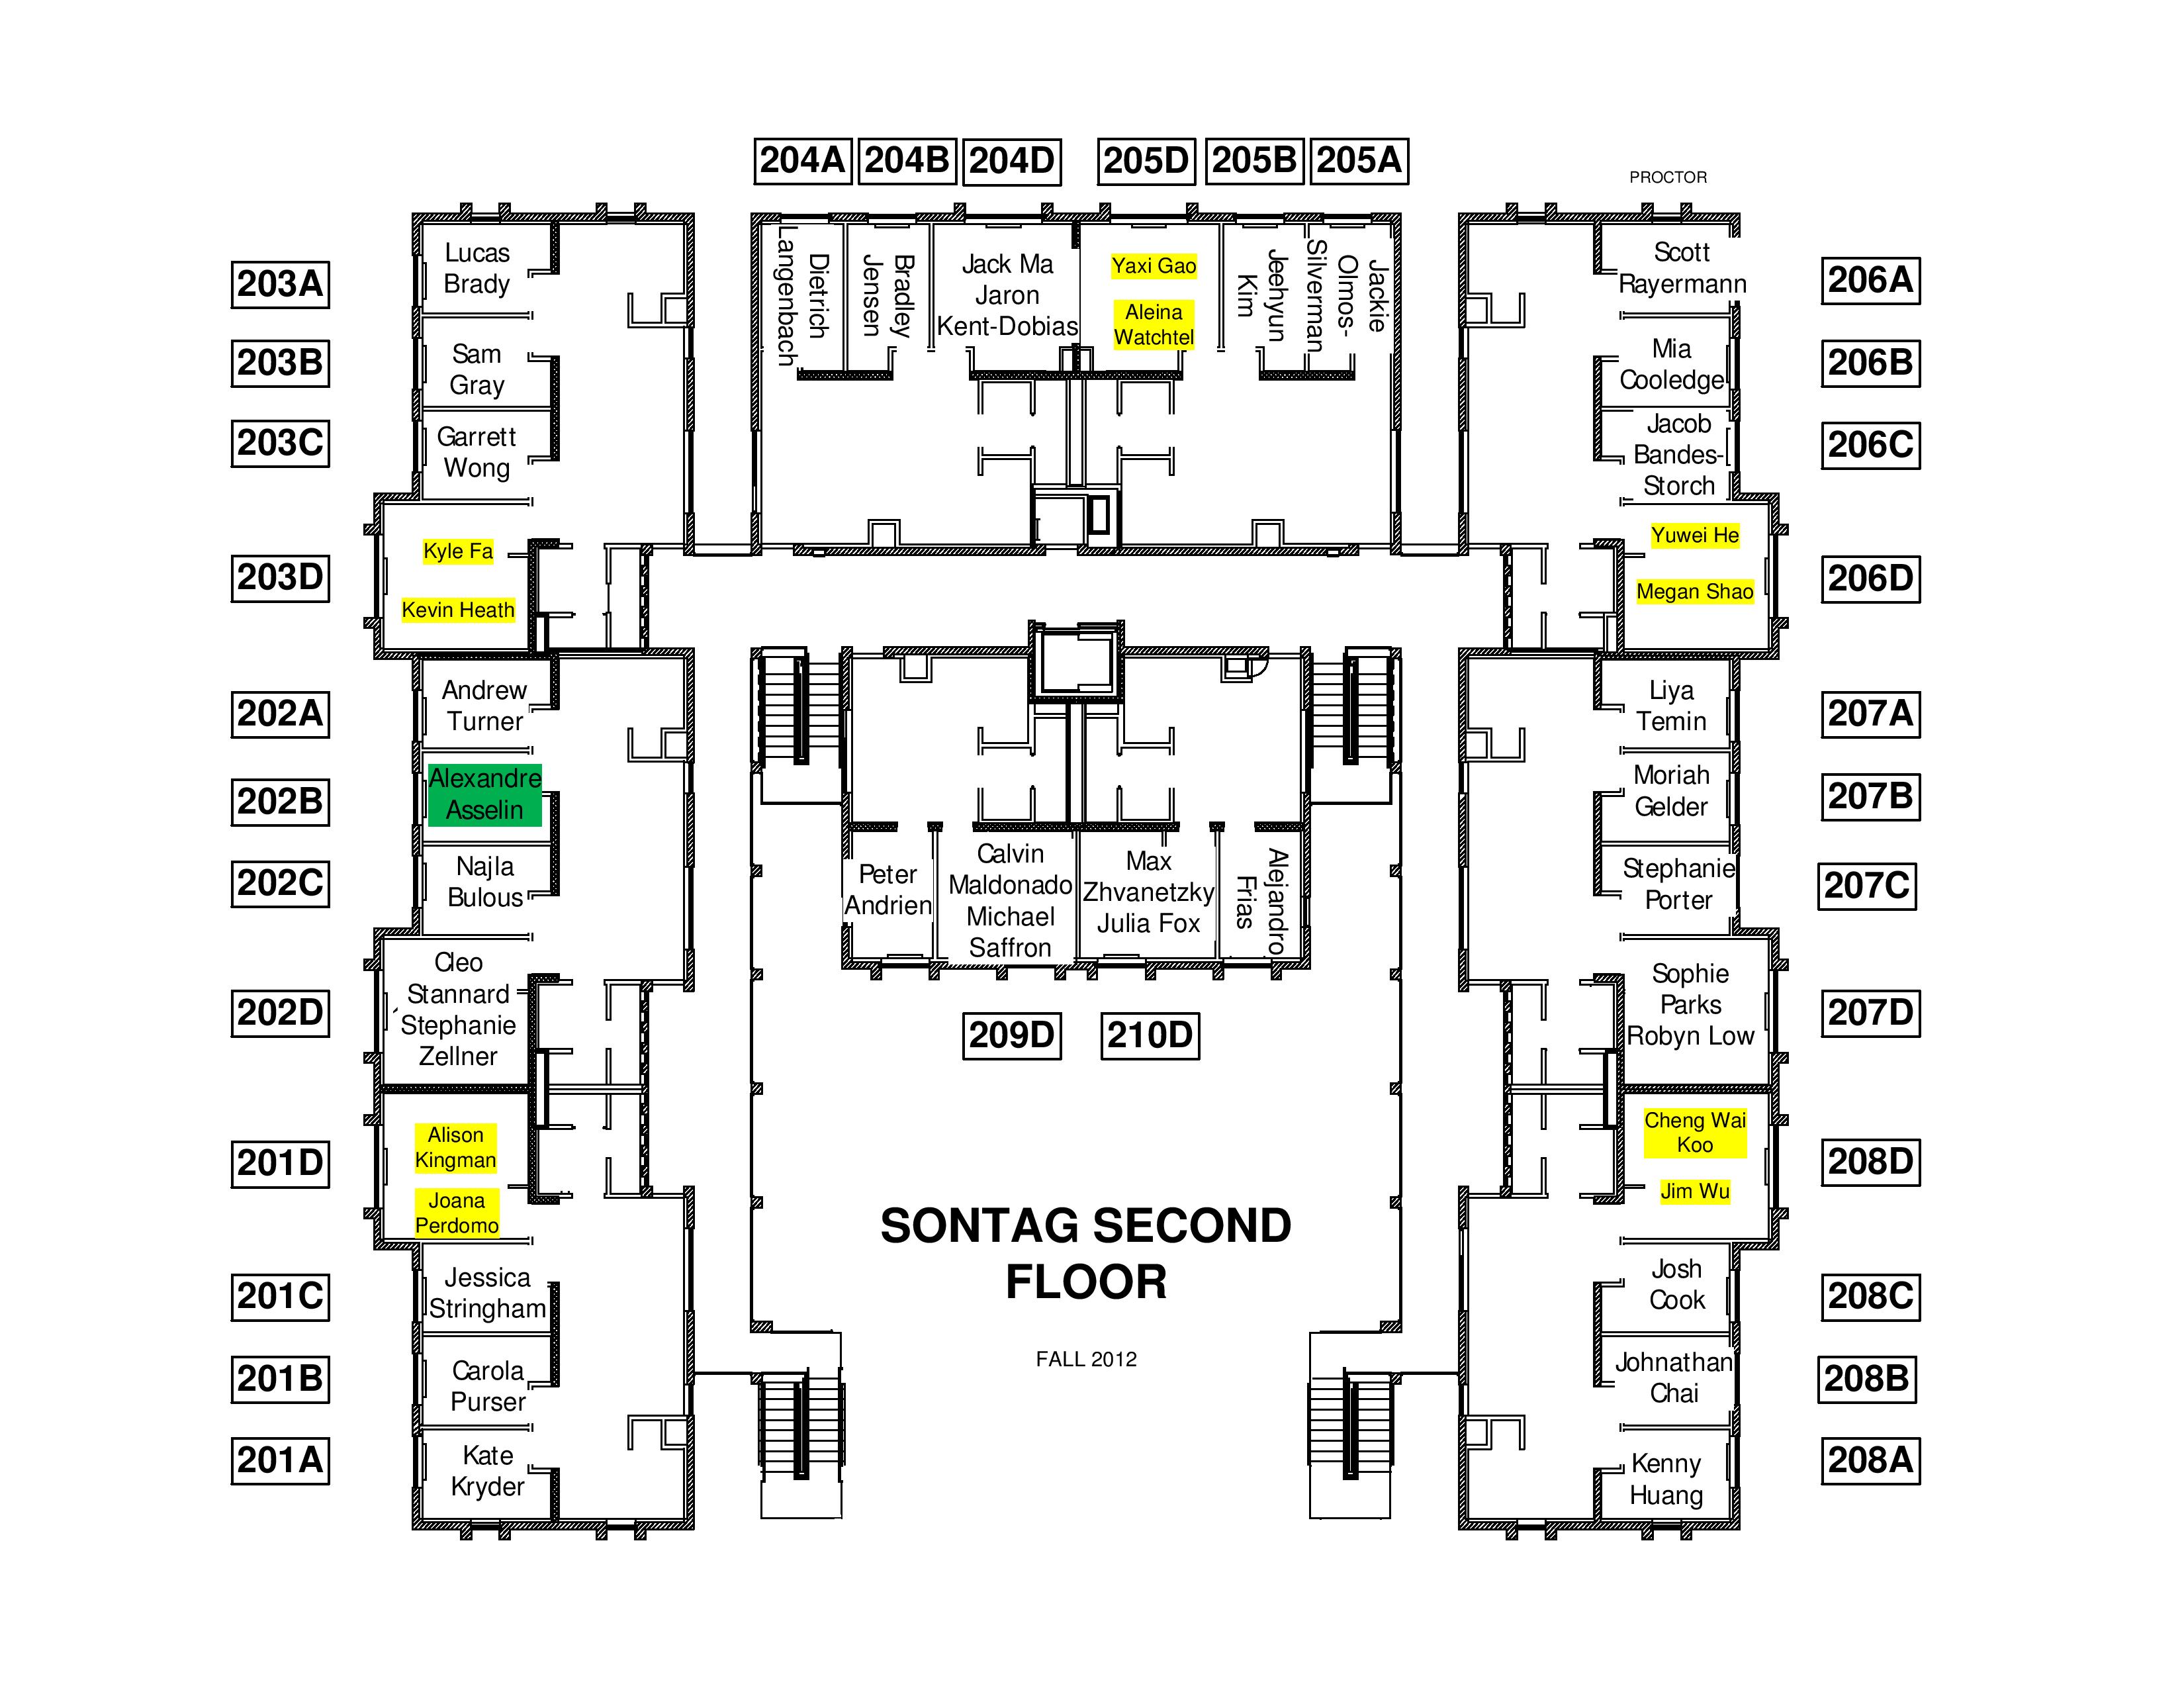 204A 204B 204D 205D 205B 205A
PROCTOR
203A
Lucas
Brady
203B
Sam
Gray
203C
Garrett
Wong
203D
Kyle Fa
Kevin Heath
202A
Andrew
Turner
202B
Alexandre
Asselin
202C
Najla
Bulous
202D
Cleo
Stannard
Stephanie
Zellner
201D
Alison
Kingman
Joana
Perdomo
201C
Jessica
Stringham
201B
Carola
Purser
201A
Kate
Kryder
Dietrich
Langenbach
Bradley
Jensen
Jack Ma
Jaron
Kent-Dobias
Yaxi Gao
Aleina
Watchtel
Jeehyun
Kim
Jackie
Olmos-
Silverman
Peter
Andrien
Calvin
Maldonado
Michael
Saffron
Max
Zhvanetzky
Julia Fox
Alejandro
Frias
209D 210D
SONTAG SECOND
FLOOR
FALL 2012
Scott
Rayermann
206A
Mia
Cooledge
206B
Jacob
Bandes-
Storch
206C
Yuwei He
Megan Shao
206D
Liya
Temin
207A
Moriah
Gelder
207B
Stephanie
Porter
207C
Sophie
Parks
Robyn Low
207D
Cheng Wai
Koo
Jim Wu
208D
Josh
Cook
208C
Johnathan
Chai
208B
Kenny
Huang
208A